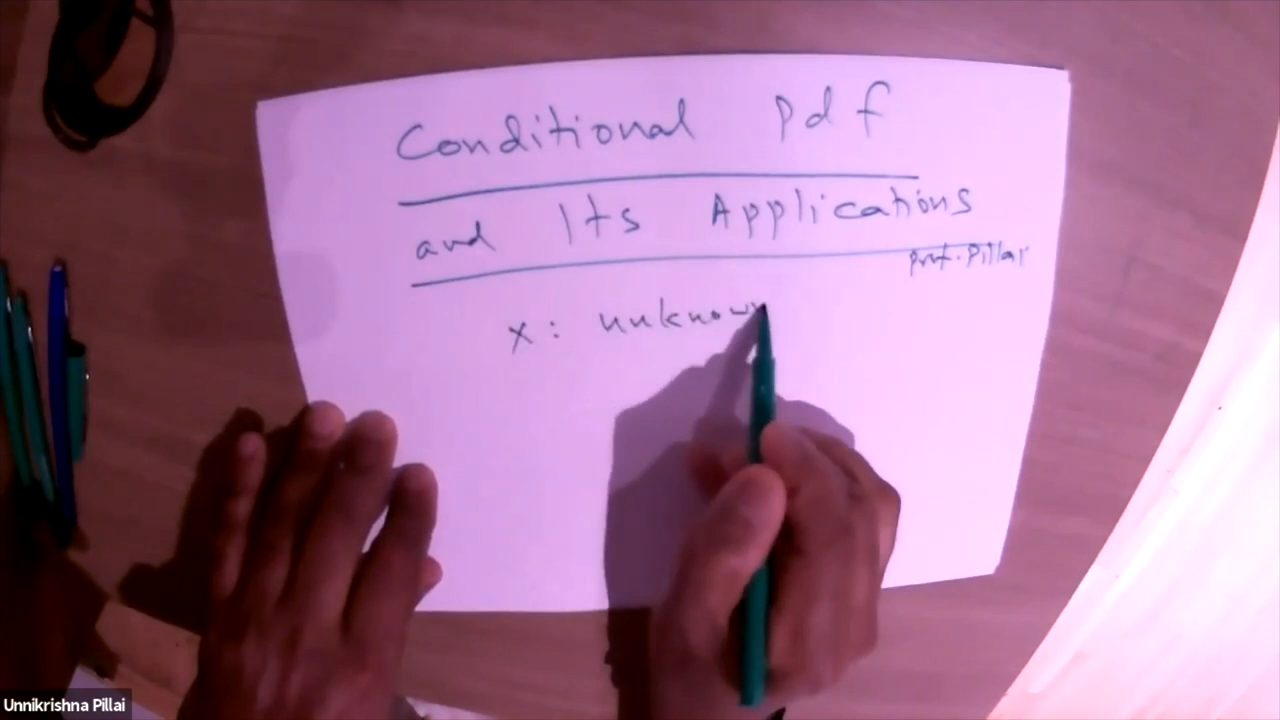 Conditional Pdf
and Its Applications
Prof. Pillai
x: unknown
Unnikrishna Pillai